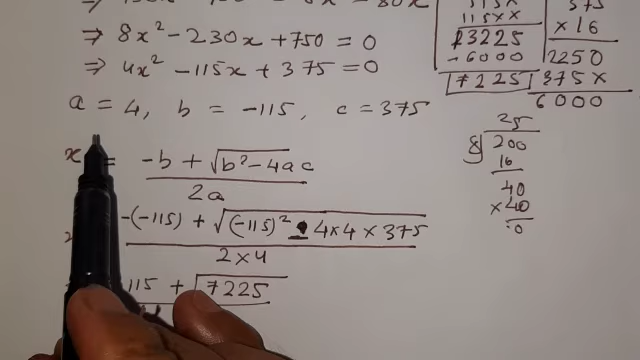 ⇒ 8x² - 230x + 750 = 0
⇒ 4x² - 115x + 375 = 0
a = 4, b = -115, c = 375
x = -b + √b² - 4ac
2a
-(-115) + √(-115)² - 4×4×375
2×4
115 + √7225
115××
13225
-6000
7225
375
×16
2250
375×
6000
25
8 200
16
40
×40
0